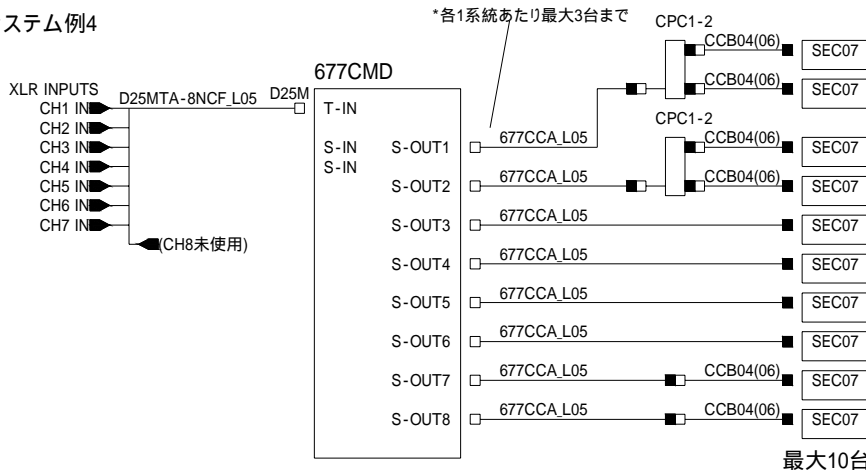 ステム例4
*各1系統あたり最大3台まで
CPC1-2
CCB04(06)
SEC07
CCB04(06)
SEC07
677CMD
XLR INPUTS
D25MTA-8NCF_L05
D25M
CH1 IN
CH2 IN
CH3 IN
CH4 IN
CH5 IN
CH6 IN
CH7 IN
(CH8未使用)
T-IN
S-IN
S-IN
CPC1-2
S-OUT1
677CCA_L05
CCB04(06)
SEC07
S-OUT2
677CCA_L05
CCB04(06)
SEC07
S-OUT3
677CCA_L05
SEC07
S-OUT4
677CCA_L05
SEC07
S-OUT5
677CCA_L05
SEC07
S-OUT6
677CCA_L05
SEC07
S-OUT7
677CCA_L05
CCB04(06)
SEC07
S-OUT8
677CCA_L05
CCB04(06)
SEC07
最大10台